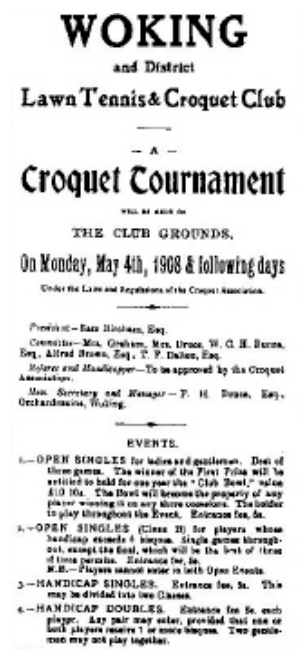 WOKING
and District
Lawn Tennis & Croquet Club
— A —
Croquet Tournament
WILL BE HELD ON
THE CLUB GROUNDS,
On Monday, May 4th, 1908 & following days
Under the Laws and Regulations of the Croquet Association.
President— Esq.
Committee—Mrs. Graham, Mrs. Bruce, W. C. H. Burne,
Esq., Alfred Brown, Esq., T. F. Dalton, Esq.
Referee and Handicapper—To be approved by the Croquet
Association.
Hon. Secretary and Manager— F. H. Esq.,
Woking.
EVENTS.
1.—OPEN SINGLES for ladies and gentlemen. Best of
three games. The winner of the First Prize will be
entitled to hold for one year the "Club Bowl," value
£10 10s. The Bowl will become the property of any
player winning it on any three occasions. The holder
to play throughout the Event. Entrance fee, 5s.
2.—OPEN SINGLES (Class B) for players whose
handicap exceeds bisques. Single games through-
out, except the final, which will be the best of three
if time permits. Entrance fee, 5s.
N.B.—Players cannot enter in both Open Events.
3.—HANDICAP SINGLES. Entrance fee, 5s. This
may be divided into two Classes.
4.—HANDICAP DOUBLES. Entrance fee 5s. each
player. Any pair may enter, provided that one or
both players receive 1 or more bisques. Two gentle-
men may not play together.